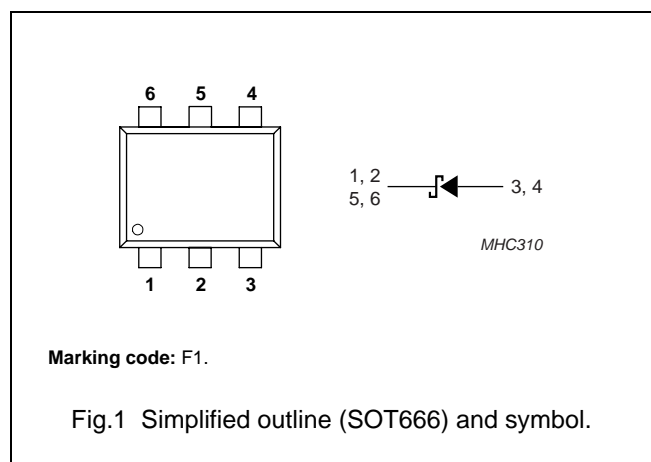 6 5 4
1, 2
5, 6
3, 4
MHC310
1 2 3
Marking code: F1.
Fig.1 Simplified outline (SOT666) and symbol.